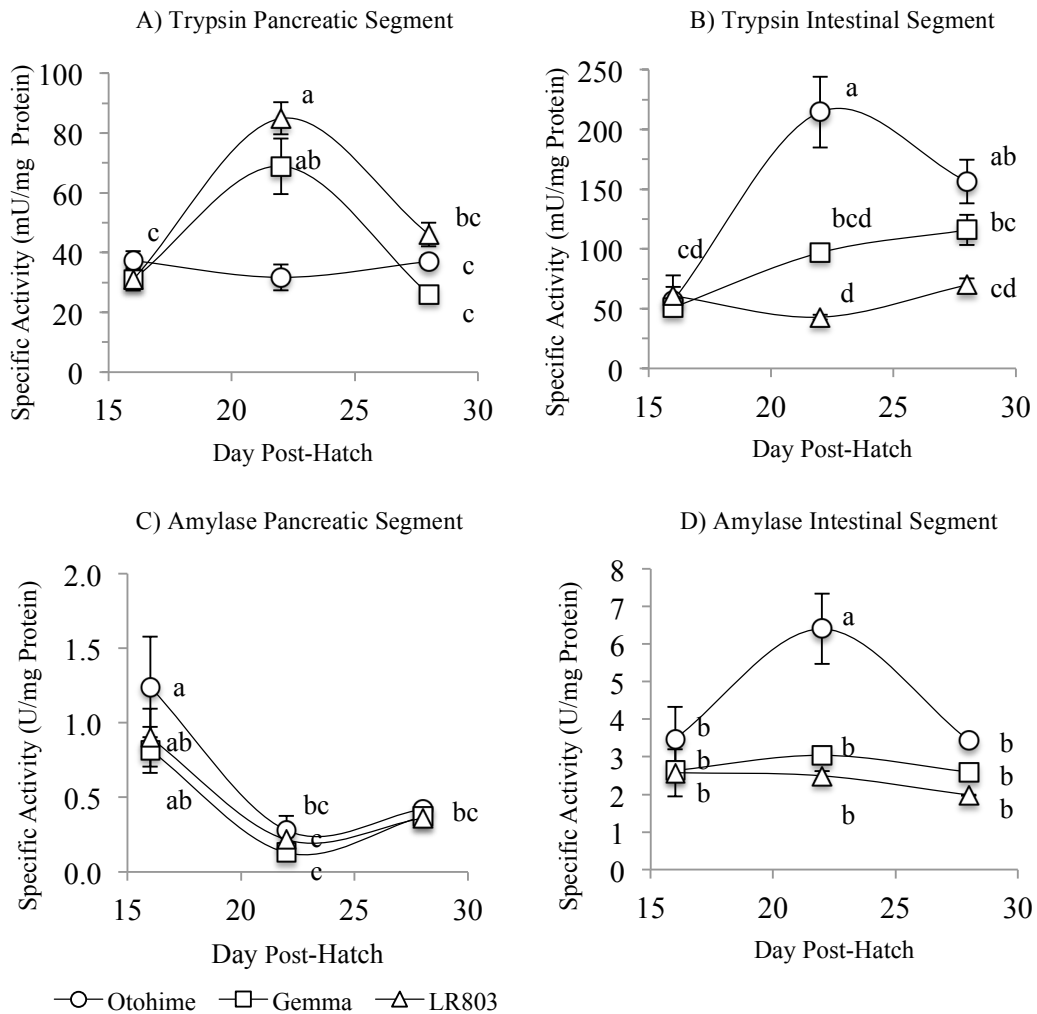 A) Trypsin Pancreatic Segment
Specific Activity (mU/mg Protein)
100
80
60
40
20
0
a
ab
c
bc
c
c
15
20
25
30
Day Post-Hatch
B) Trypsin Intestinal Segment
Specific Activity (mU/mg Protein)
250
200
150
100
50
0
a
ab
bcd
bc
cd
d
cd
15
20
25
30
Day Post-Hatch
C) Amylase Pancreatic Segment
Specific Activity (U/mg Protein)
2.0
1.5
1.0
0.5
0.0
a
ab
ab
bc
c
c
bc
15
20
25
30
Day Post-Hatch
D) Amylase Intestinal Segment
Specific Activity (U/mg Protein)
8
7
6
5
4
3
2
1
0
a
b
b
b
b
b
b
b
b
15
20
25
30
Day Post-Hatch
Otohime Gemma LR803